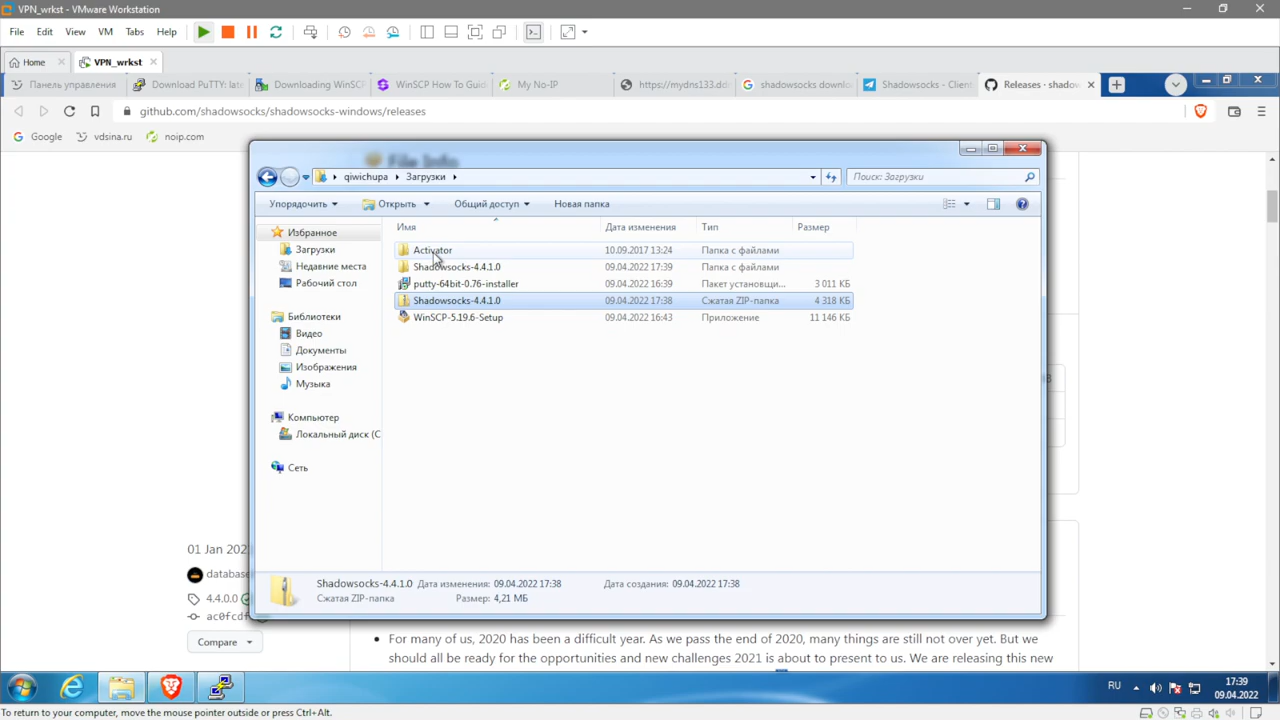 VPN_wrkst - VMware Workstation
File Edit View VM Tabs Help
Home VPN_wrkst
Панель управления Download PuTTY: late Downloading WinSCP WinSCP How To Guid My No-IP https://mydns133.dd shadowsocks downlo Shadowsocks - Client Releases · shadow
github.com/shadowsocks/shadowsocks-windows/releases
Google vdsina.ru noip.com
File Info
qiwichupa Загрузки Поиск: Загрузки
Упорядочить Открыть Общий доступ Новая папка
Имя Дата изменения Тип Размер
Избранное
Загрузки
Недавние места
Рабочий стол
Библиотеки
Видео
Документы
Изображения
Музыка
Компьютер
Локальный диск (C
Сеть
Activator 10.09.2017 13:24 Папка с файлами
Shadowsocks-4.4.1.0 09.04.2022 17:39 Папка с файлами
putty-64bit-0.76-installer 09.04.2022 16:39 Пакет установщи... 3 011 КБ
Shadowsocks-4.4.1.0 09.04.2022 17:38 Сжатая ZIP-папка 4 318 КБ
WinSCP-5.19.6-Setup 09.04.2022 16:43 Приложение 11 146 КБ
01 Jan 202
database
4.4.0.0
ac0fcdf
Compare
Shadowsocks-4.4.1.0 Дата изменения: 09.04.2022 17:38 Дата создания: 09.04.2022 17:38
Сжатая ZIP-папка Размер: 4,21 МБ
For many of us, 2020 has been a difficult year. As we pass the end of 2020, many things are still not over yet. But we
should all be ready for the opportunities and new challenges 2021 is about to present to us. We are releasing this new
RU 17:39
09.04.2022
To return to your computer, move the mouse pointer outside or press Ctrl+Alt.